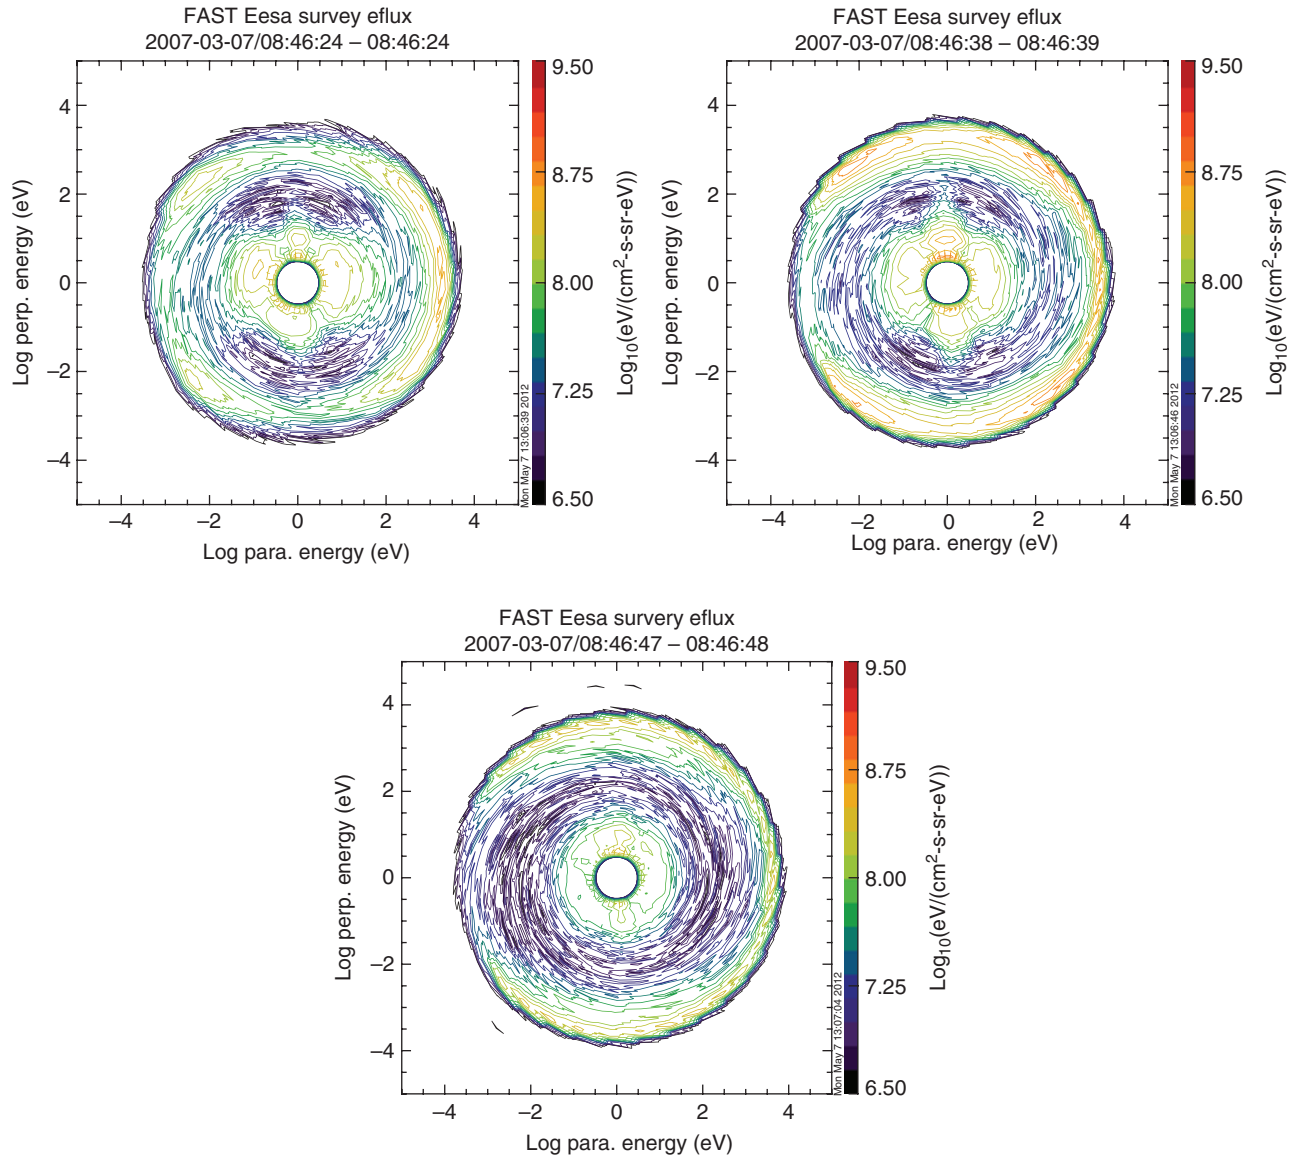 FAST Eesa survey eflux
2007-03-07/08:46:24 – 08:46:24
Log perp. energy (eV)
4
2
0
–2
–4
–4 –2 0 2 4
Log para. energy (eV)
9.50
8.75
8.00
7.25
6.50
Log10(eV/(cm2-s-sr-eV))
Mon May 7 13:06:39 2012
FAST Eesa survey eflux
2007-03-07/08:46:38 – 08:46:39
Log perp. energy (eV)
4
2
0
–2
–4
–4 –2 0 2 4
Log para. energy (eV)
9.50
8.75
8.00
7.25
6.50
Log10(eV/(cm2-s-sr-eV))
Mon May 7 13:06:46 2012
FAST Eesa survery eflux
2007-03-07/08:46:47 – 08:46:48
Log perp. energy (eV)
4
2
0
–2
–4
–4 –2 0 2 4
Log para. energy (eV)
9.50
8.75
8.00
7.25
6.50
Log10(eV/(cm2-s-sr-eV))
Mon May 7 13:07:04 2012